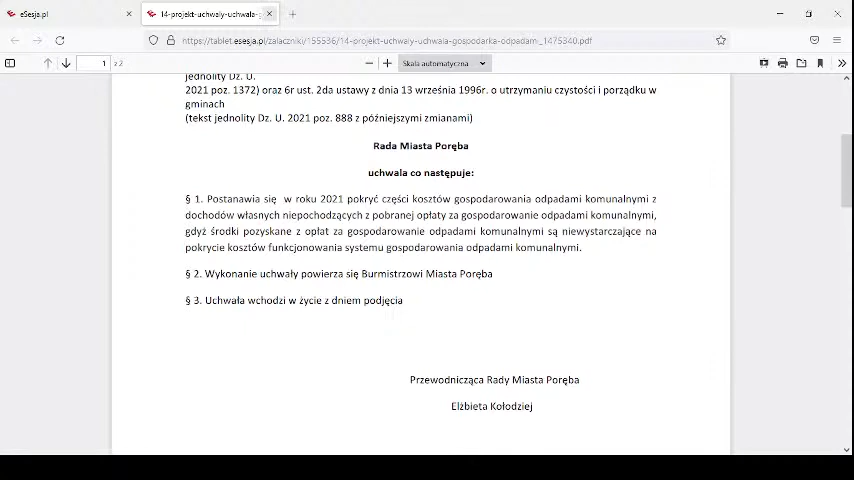 eSesja.pl
14-projekt-uchwaly-uchwala-g
https://tablet.esesja.pl/zalaczniki/155536/14-projekt-uchwaly-uchwala-gospodarka-odpadam_1475340.pdf
1 z 2
Skala automatyczna
jednolity Dz. U.
2021 poz. 1372) oraz 6r ust. 2da ustawy z dnia 13 września 1996r. o utrzymaniu czystości i porządku w
gminach
(tekst jednolity Dz. U. 2021 poz. 888 z późniejszymi zmianami)
Rada Miasta Poręba
uchwala co następuje:
§ 1. Postanawia się w roku 2021 pokryć części kosztów gospodarowania odpadami komunalnymi z
dochodów własnych niepochodzących z pobranej opłaty za gospodarowanie odpadami komunalnymi,
gdyż środki pozyskane z opłat za gospodarowanie odpadami komunalnymi są niewystarczające na
pokrycie kosztów funkcjonowania systemu gospodarowania odpadami komunalnymi.
§ 2. Wykonanie uchwały powierza się Burmistrzowi Miasta Poręba
§ 3. Uchwała wchodzi w życie z dniem podjęcia
Przewodnicząca Rady Miasta Poręba
Elżbieta Kołodziej